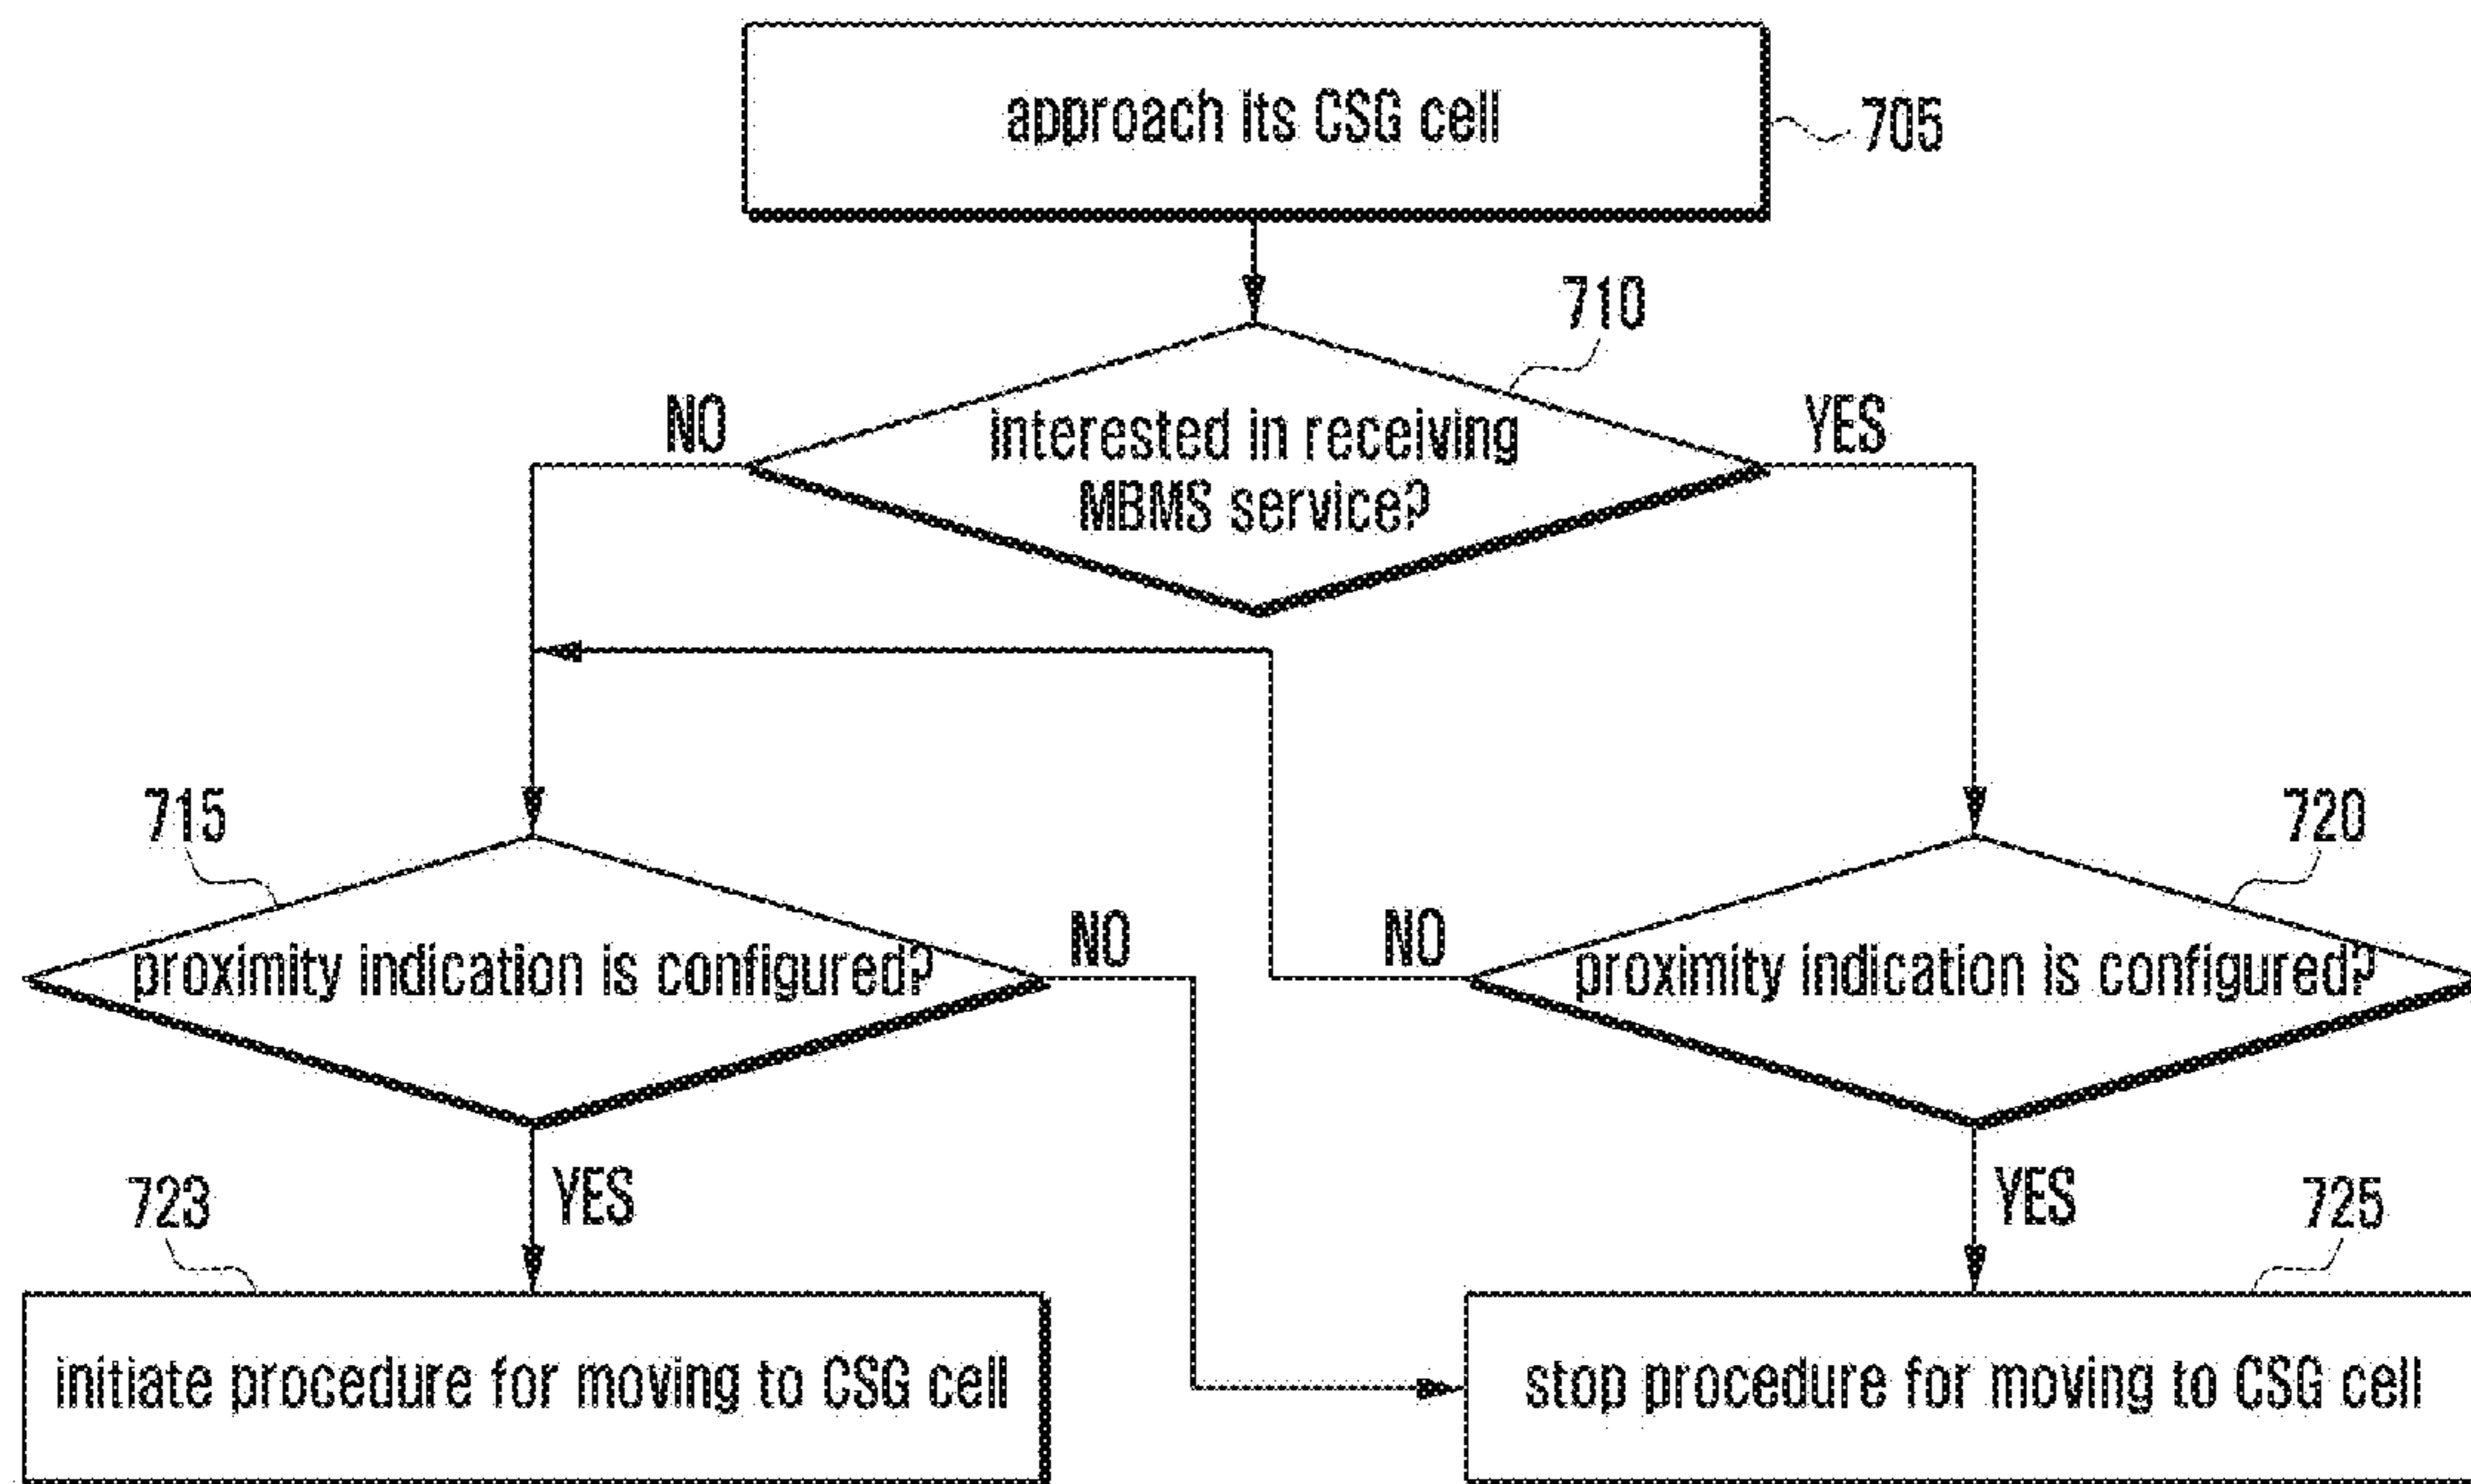 approach its CSG cell
705
710
NO
interested in receiving
MBMS service?
YES
715
720
proximity indication is configured?
NO
NO
proximity indication is configured?
723
YES
YES
725
initiate procedure for moving to CSG cell
stop procedure for moving to CSG cell